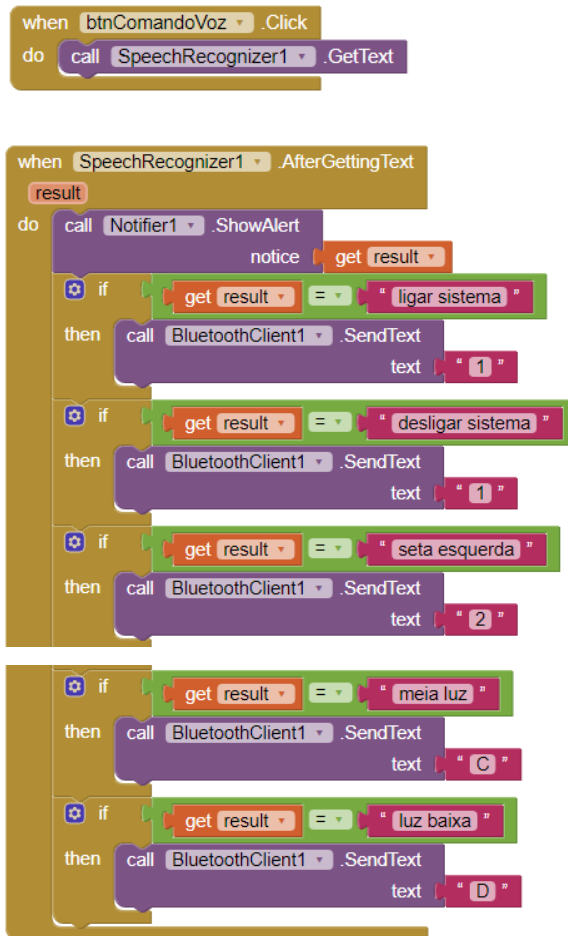 when btnComandoVoz .Click
do call SpeechRecognizer1 .GetText
when SpeechRecognizer1 .AfterGettingText
result
do call Notifier1 .ShowAlert
notice get result
if get result = " ligar sistema "
then call BluetoothClient1 .SendText
text " 1 "
if get result = " desligar sistema "
then call BluetoothClient1 .SendText
text " 1 "
if get result = " seta esquerda "
then call BluetoothClient1 .SendText
text " 2 "
if get result = " meia luz "
then call BluetoothClient1 .SendText
text " C "
if get result = " luz baixa "
then call BluetoothClient1 .SendText
text " D "